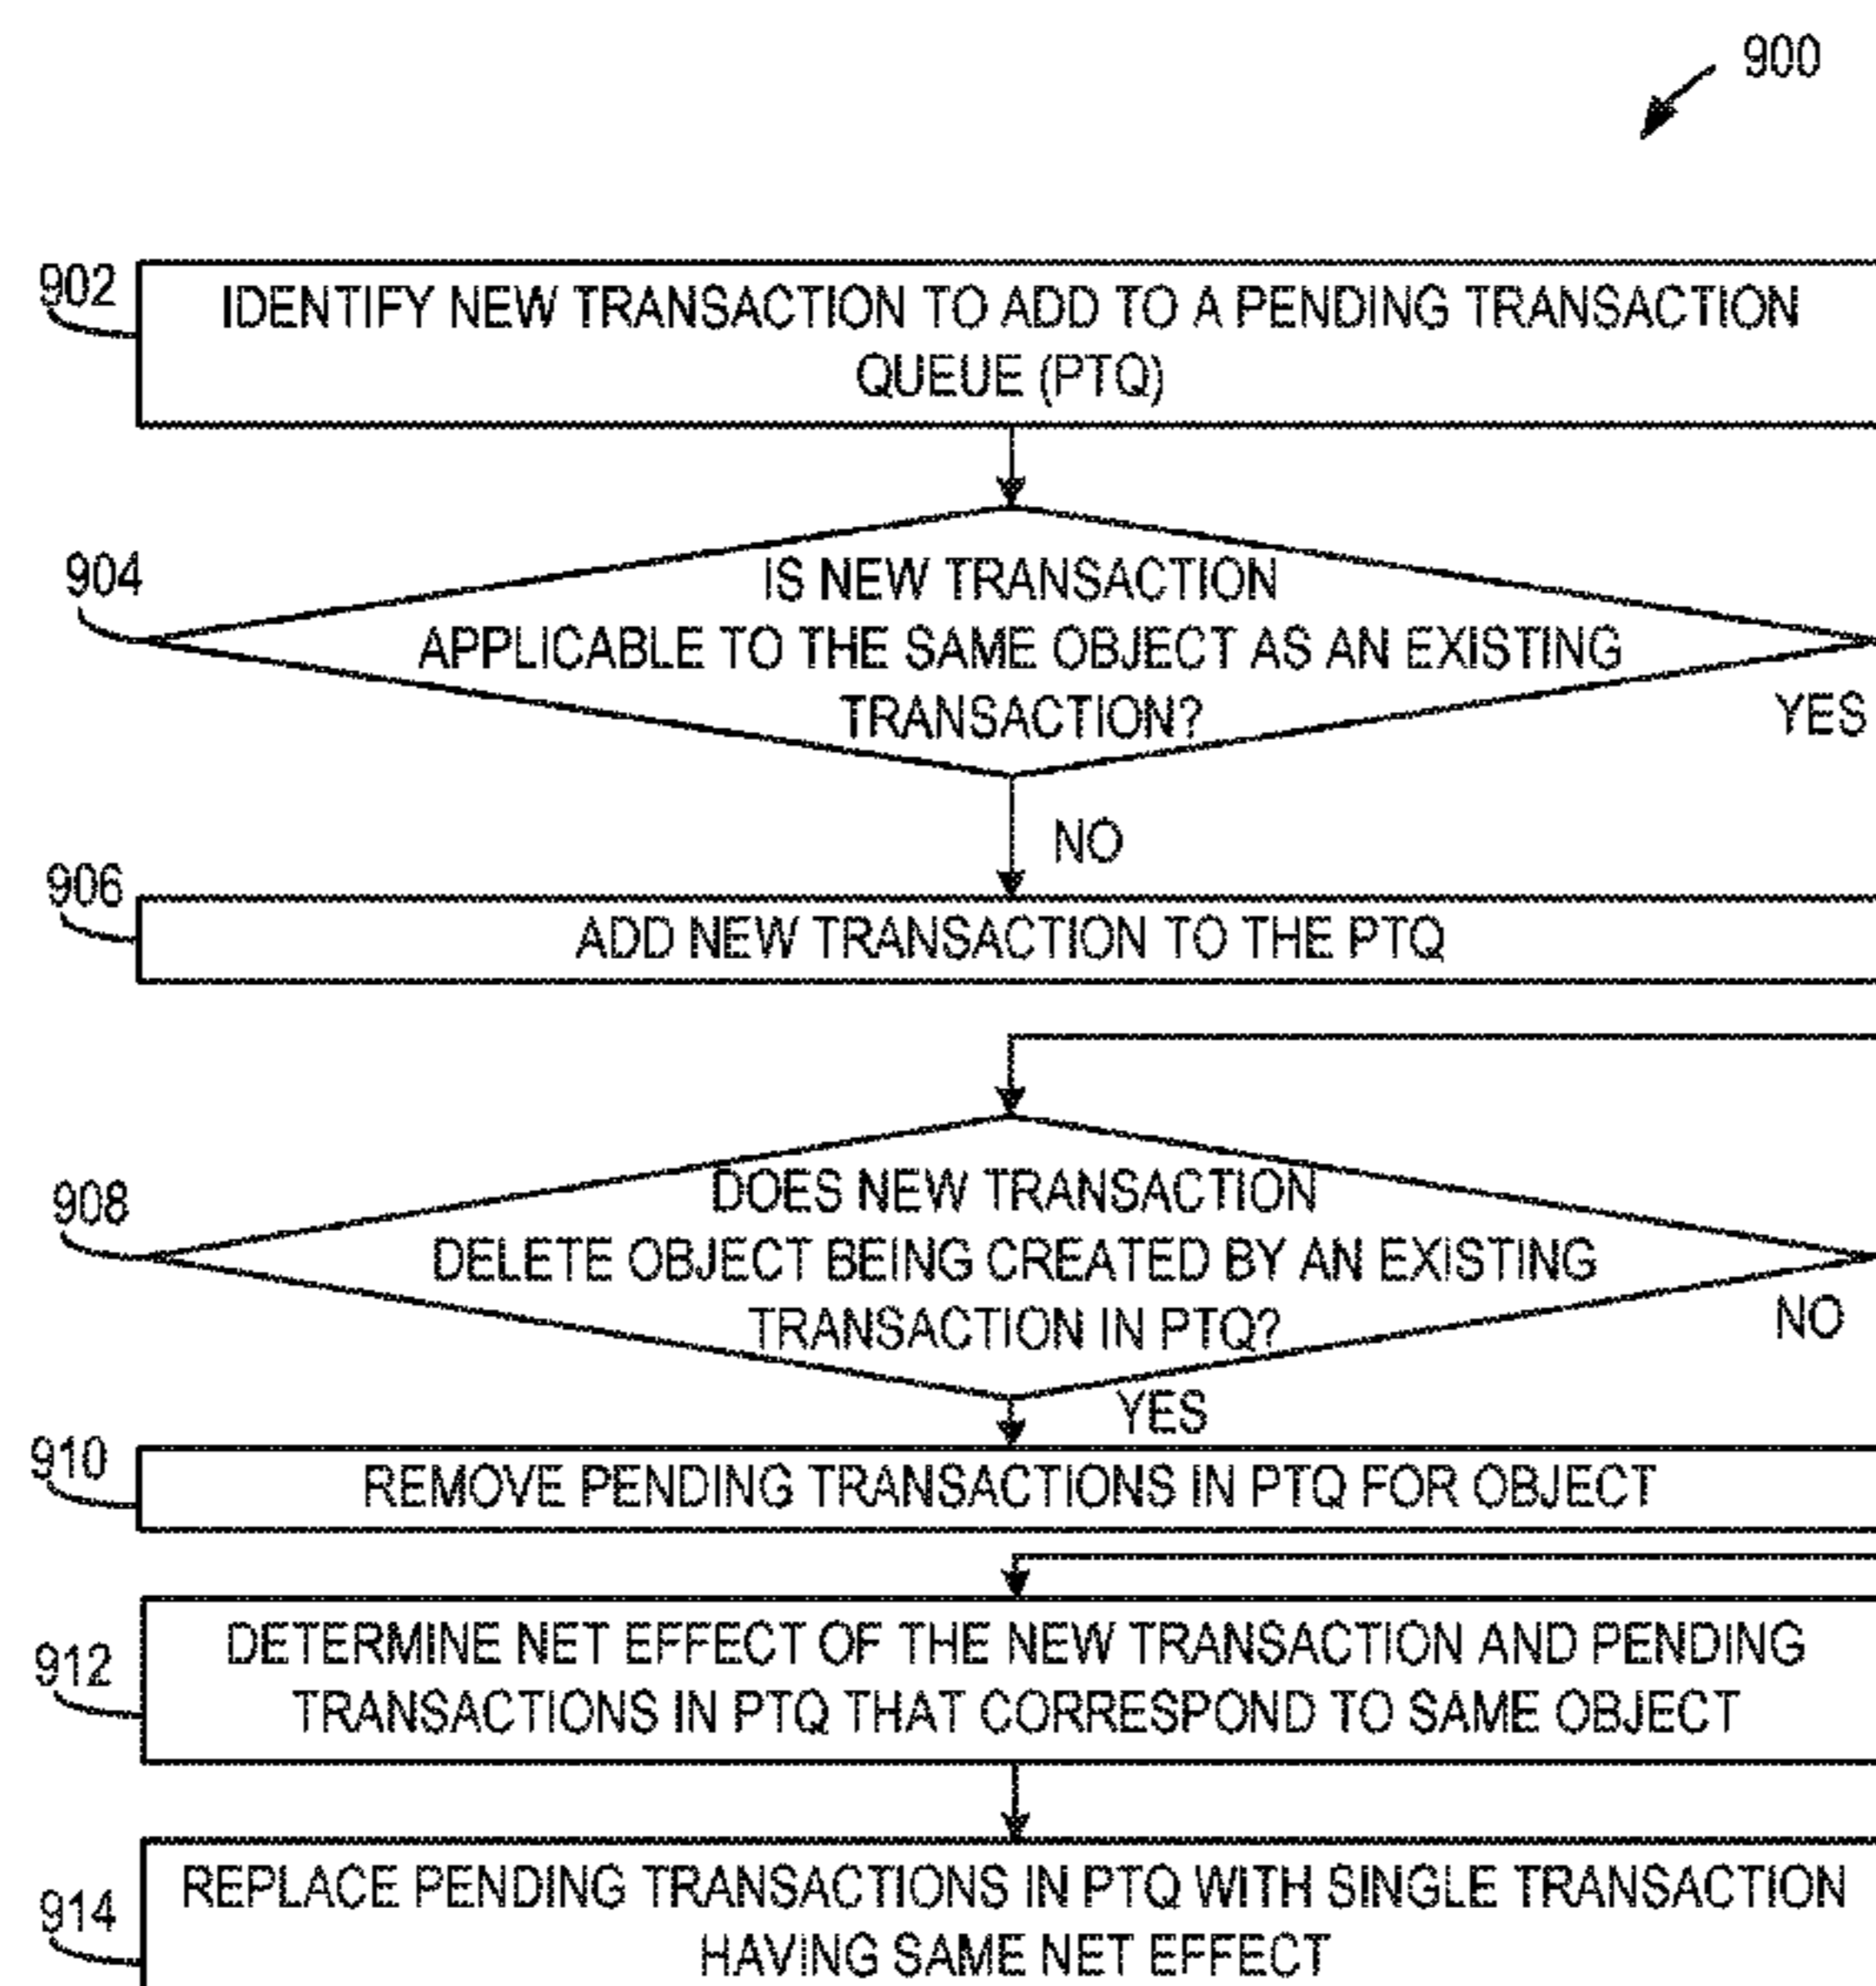 900
902
IDENTIFY NEW TRANSACTION TO ADD TO A PENDING TRANSACTION
QUEUE (PTQ)
904
IS NEW TRANSACTION
APPLICABLE TO THE SAME OBJECT AS AN EXISTING
TRANSACTION?
YES
NO
906
ADD NEW TRANSACTION TO THE PTQ
908
DOES NEW TRANSACTION
DELETE OBJECT BEING CREATED BY AN EXISTING
TRANSACTION IN PTQ?
NO
YES
910
REMOVE PENDING TRANSACTIONS IN PTQ FOR OBJECT
912
DETERMINE NET EFFECT OF THE NEW TRANSACTION AND PENDING
TRANSACTIONS IN PTQ THAT CORRESPOND TO SAME OBJECT
914
REPLACE PENDING TRANSACTIONS IN PTQ WITH SINGLE TRANSACTION
HAVING SAME NET EFFECT